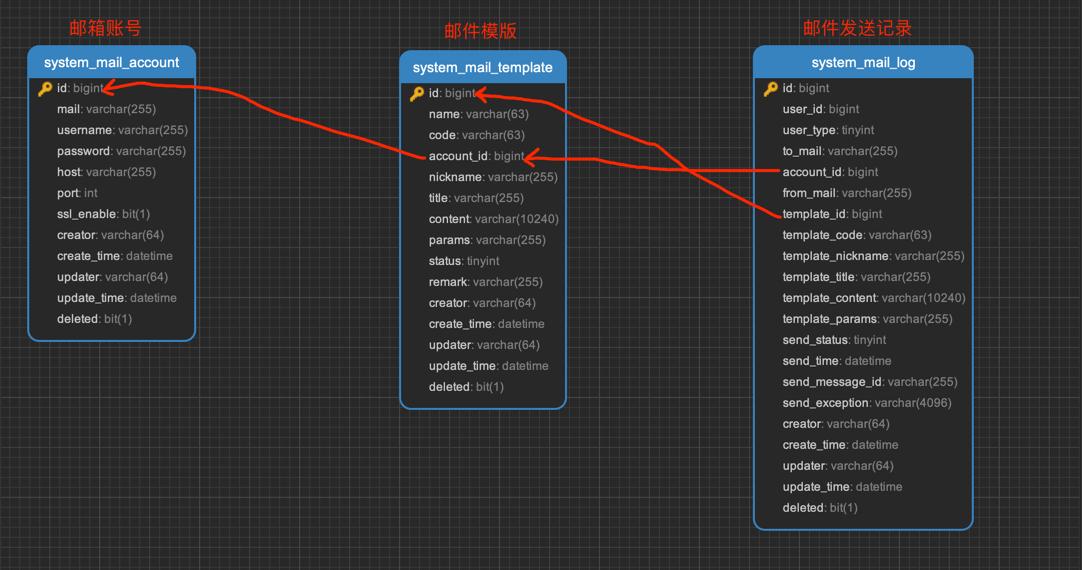 邮箱账号
system_mail_account
id: bigint
mail: varchar(255)
username: varchar(255)
password: varchar(255)
host: varchar(255)
port: int
ssl_enable: bit(1)
creator: varchar(64)
create_time: datetime
updater: varchar(64)
update_time: datetime
deleted: bit(1)
邮件模版
system_mail_template
id: bigint
name: varchar(63)
code: varchar(63)
account_id: bigint
nickname: varchar(255)
title: varchar(255)
content: varchar(10240)
params: varchar(255)
status: tinyint
remark: varchar(255)
creator: varchar(64)
create_time: datetime
updater: varchar(64)
update_time: datetime
deleted: bit(1)
邮件发送记录
system_mail_log
id: bigint
user_id: bigint
user_type: tinyint
to_mail: varchar(255)
account_id: bigint
from_mail: varchar(255)
template_id: bigint
template_code: varchar(63)
template_nickname: varchar(255)
template_title: varchar(255)
template_content: varchar(10240)
template_params: varchar(255)
send_status: tinyint
send_time: datetime
send_message_id: varchar(255)
send_exception: varchar(4096)
creator: varchar(64)
create_time: datetime
updater: varchar(64)
update_time: datetime
deleted: bit(1)